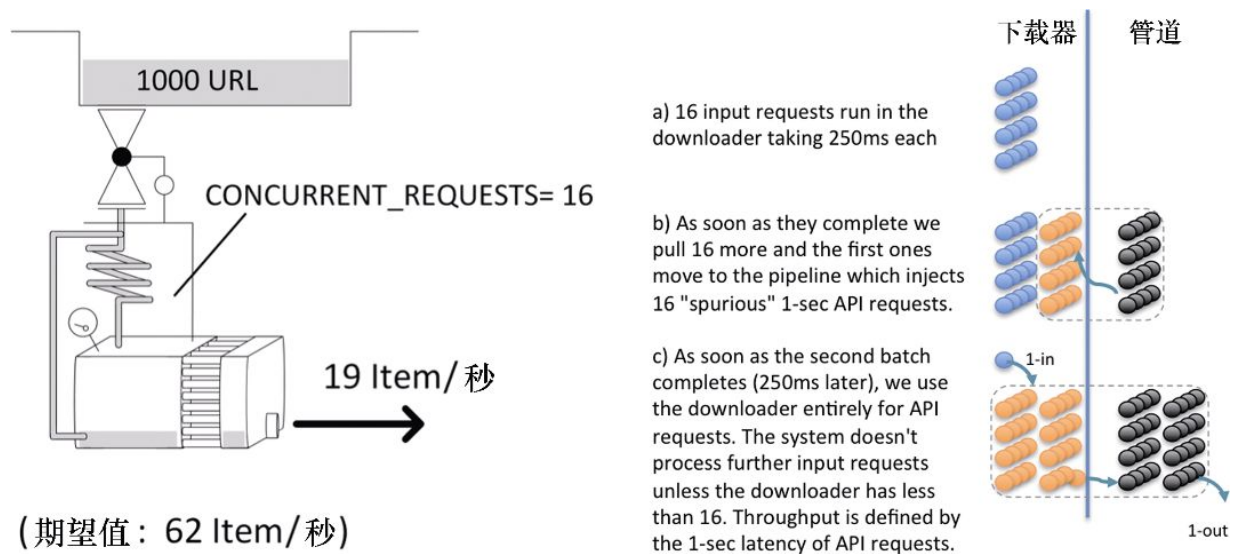 1000 URL
CONCURRENT_REQUESTS= 16
19 Item/秒
(期望值: 62 Item/秒)
下载器
管道
a) 16 input requests run in the
downloader taking 250ms each
b) As soon as they complete we
pull 16 more and the first ones
move to the pipeline which injects
16 "spurious" 1-sec API requests.
c) As soon as the second batch
completes (250ms later), we use
the downloader entirely for API
requests. The system doesn't
process further input requests
unless the downloader has less
than 16. Throughput is defined by
the 1-sec latency of API requests.
1-in
1-out